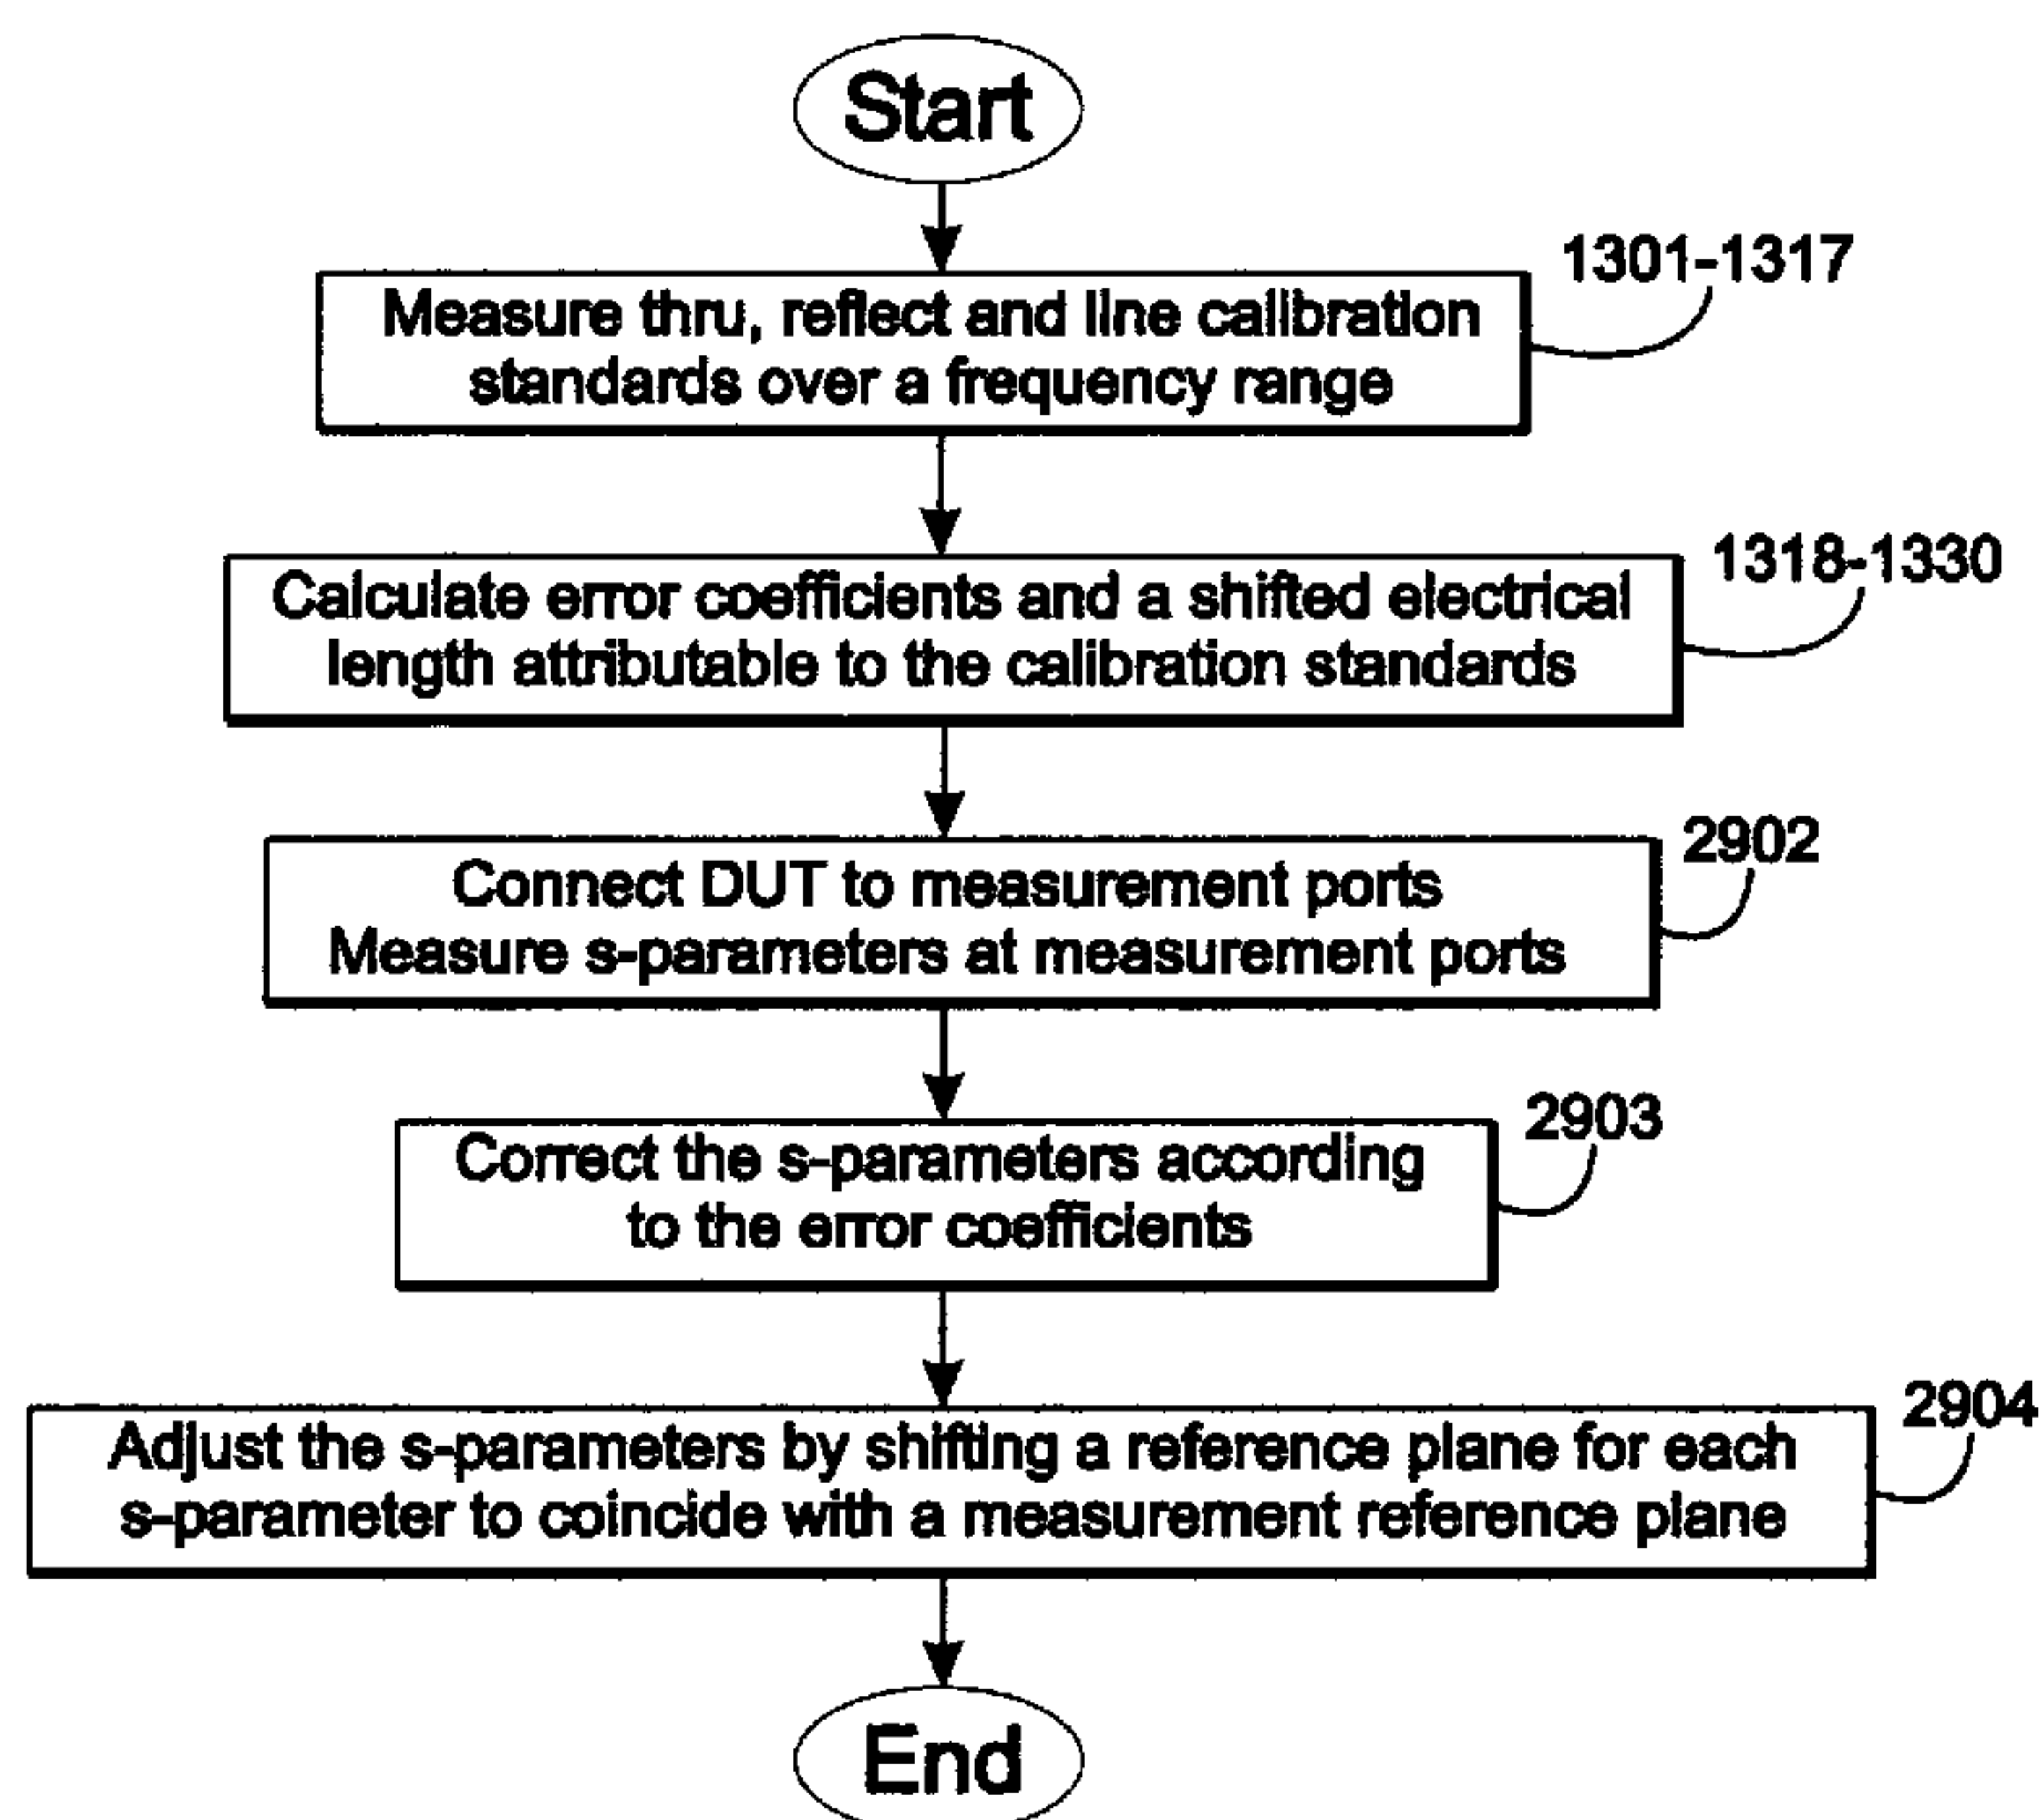 Start
1301-1317
Measure thru, reflect and line calibration
standards over a frequency range
1318-1330
Calculate error coefficients and a shifted electrical
length attributable to the calibration standards
2902
Connect DUT to measurement ports
Measure s-parameters at measurement ports
2903
Correct the s-parameters according
to the error coefficients
2904
Adjust the s-parameters by shifting a reference plane for each
s-parameter to coincide with a measurement reference plane
End